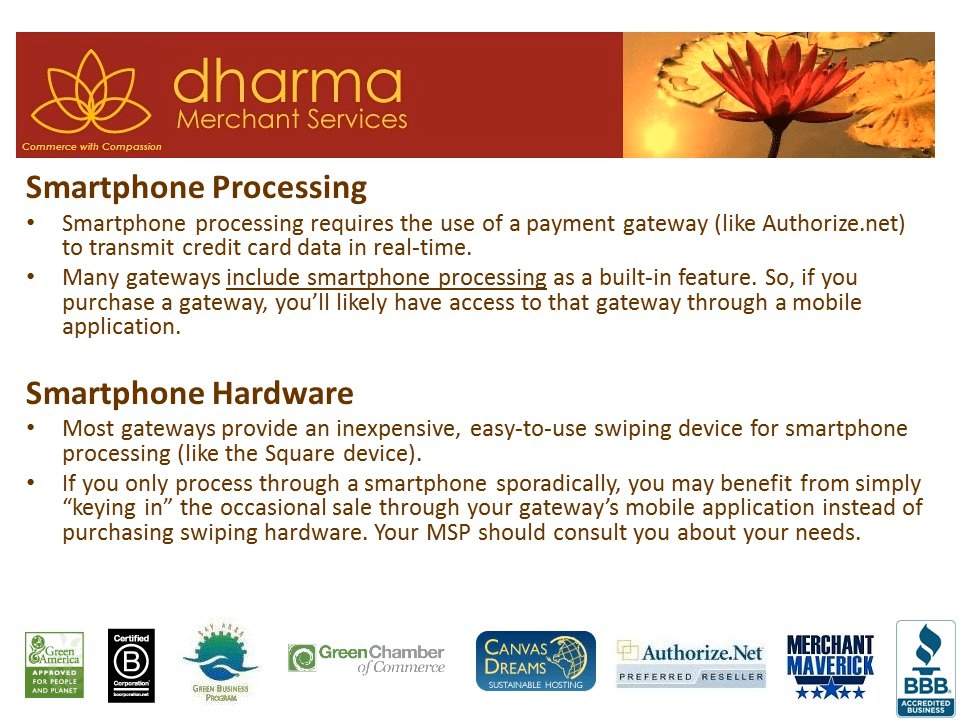 dharma
Merchant Services
Commerce with Compassion
Smartphone Processing
• Smartphone processing requires the use of a payment gateway (like Authorize.net)
to transmit credit card data in real-time.
• Many gateways include smartphone processing as a built-in feature. So, if you
purchase a gateway, you’ll likely have access to that gateway through a mobile
application.
Smartphone Hardware
• Most gateways provide an inexpensive, easy-to-use swiping device for smartphone
processing (like the Square device).
• If you only process through a smartphone sporadically, you may benefit from simply
“keying in” the occasional sale through your gateway’s mobile application instead of
purchasing swiping hardware. Your MSP should consult you about your needs.
Green
America
APPROVED
FOR PEOPLE
AND PLANET
Certified
B
Corporation
bcorporation.net
BAY AREA
GREEN BUSINESS
PROGRAM
GreenChamber
of Commerce
CANVAS
DREAMS
SUSTAINABLE HOSTING
Authorize.Net
PREFERRED RESELLER
MERCHANT
MAVERICK
BBB
ACCREDITED
BUSINESS